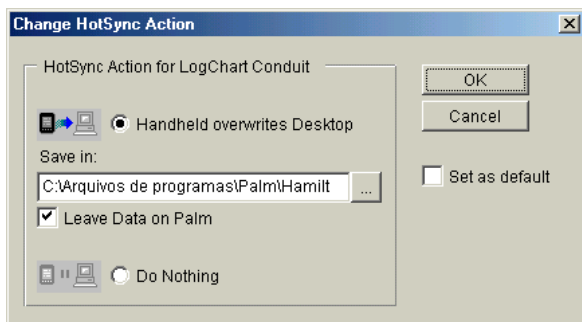 Change HotSync Action
HotSync Action for LogChart Conduit
Handheld overwrites Desktop
Save in:
C:\Arquivos de programas\Palm\Hamilt
...
Leave Data on Palm
Do Nothing
OK
Cancel
Set as default